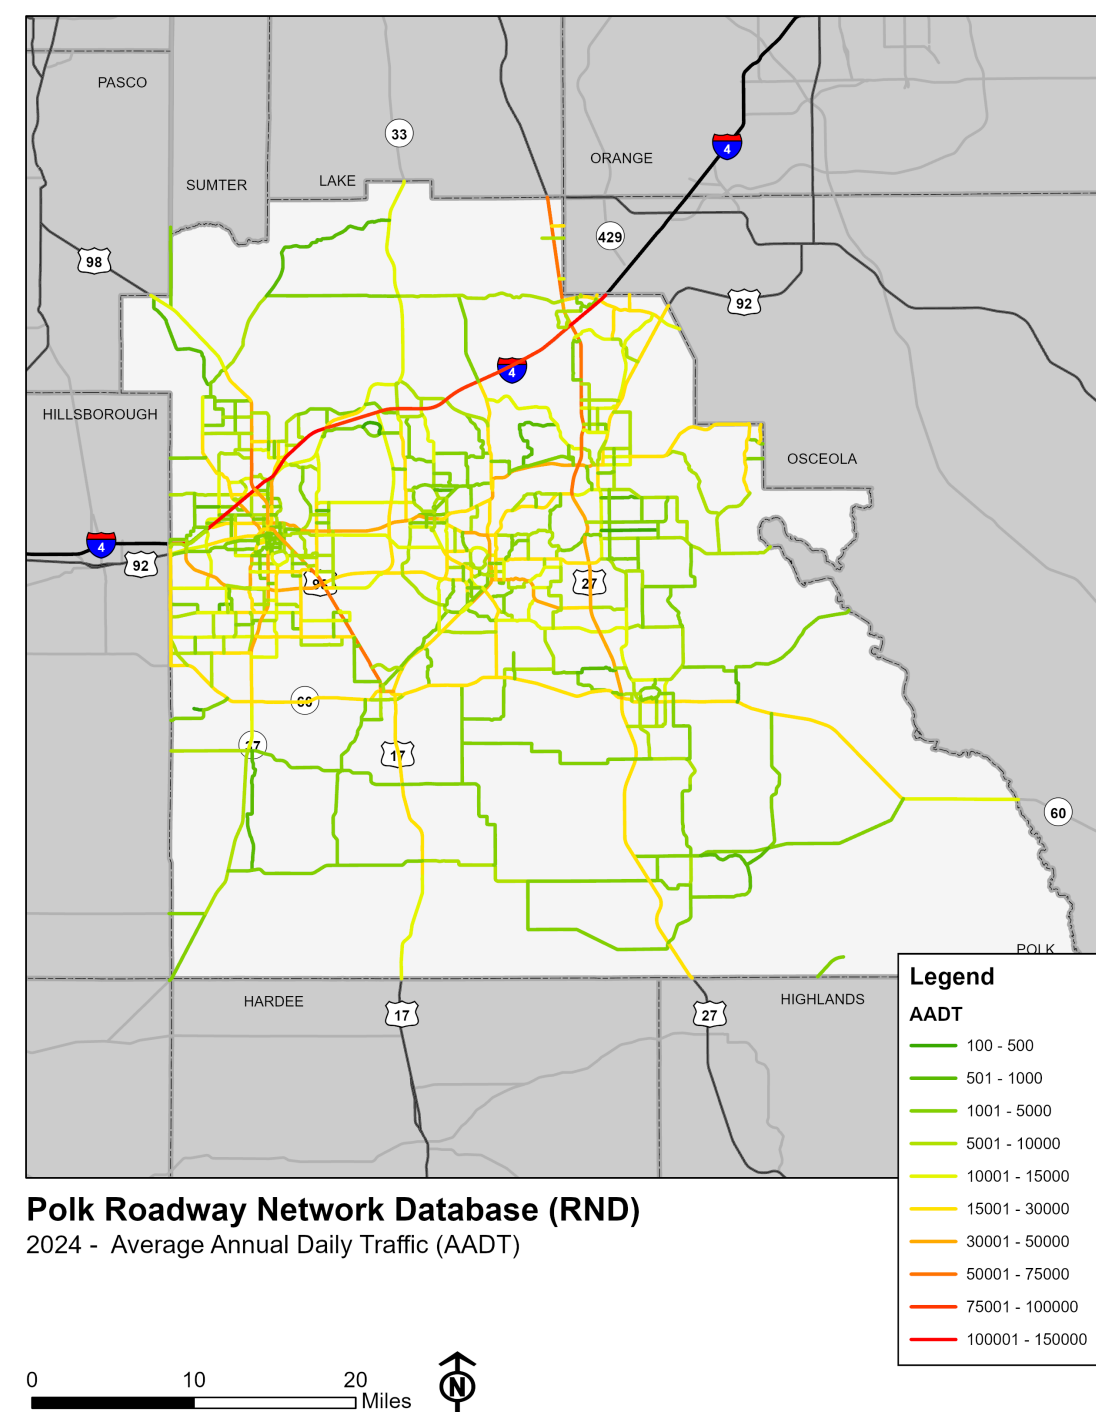 PASCO
33
4
ORANGE
SUMTER
LAKE
429
98
92
4
HILLSBOROUGH
OSCEOLA
4
92
27
17
60
POLK
HARDEE
HIGHLANDS
17
27
Legend
AADT
100 - 500
501 - 1000
1001 - 5000
5001 - 10000
10001 - 15000
15001 - 30000
30001 - 50000
50001 - 75000
75001 - 100000
100001 - 150000
Polk Roadway Network Database (RND)
2024 - Average Annual Daily Traffic (AADT)
0 10 20
Miles
N